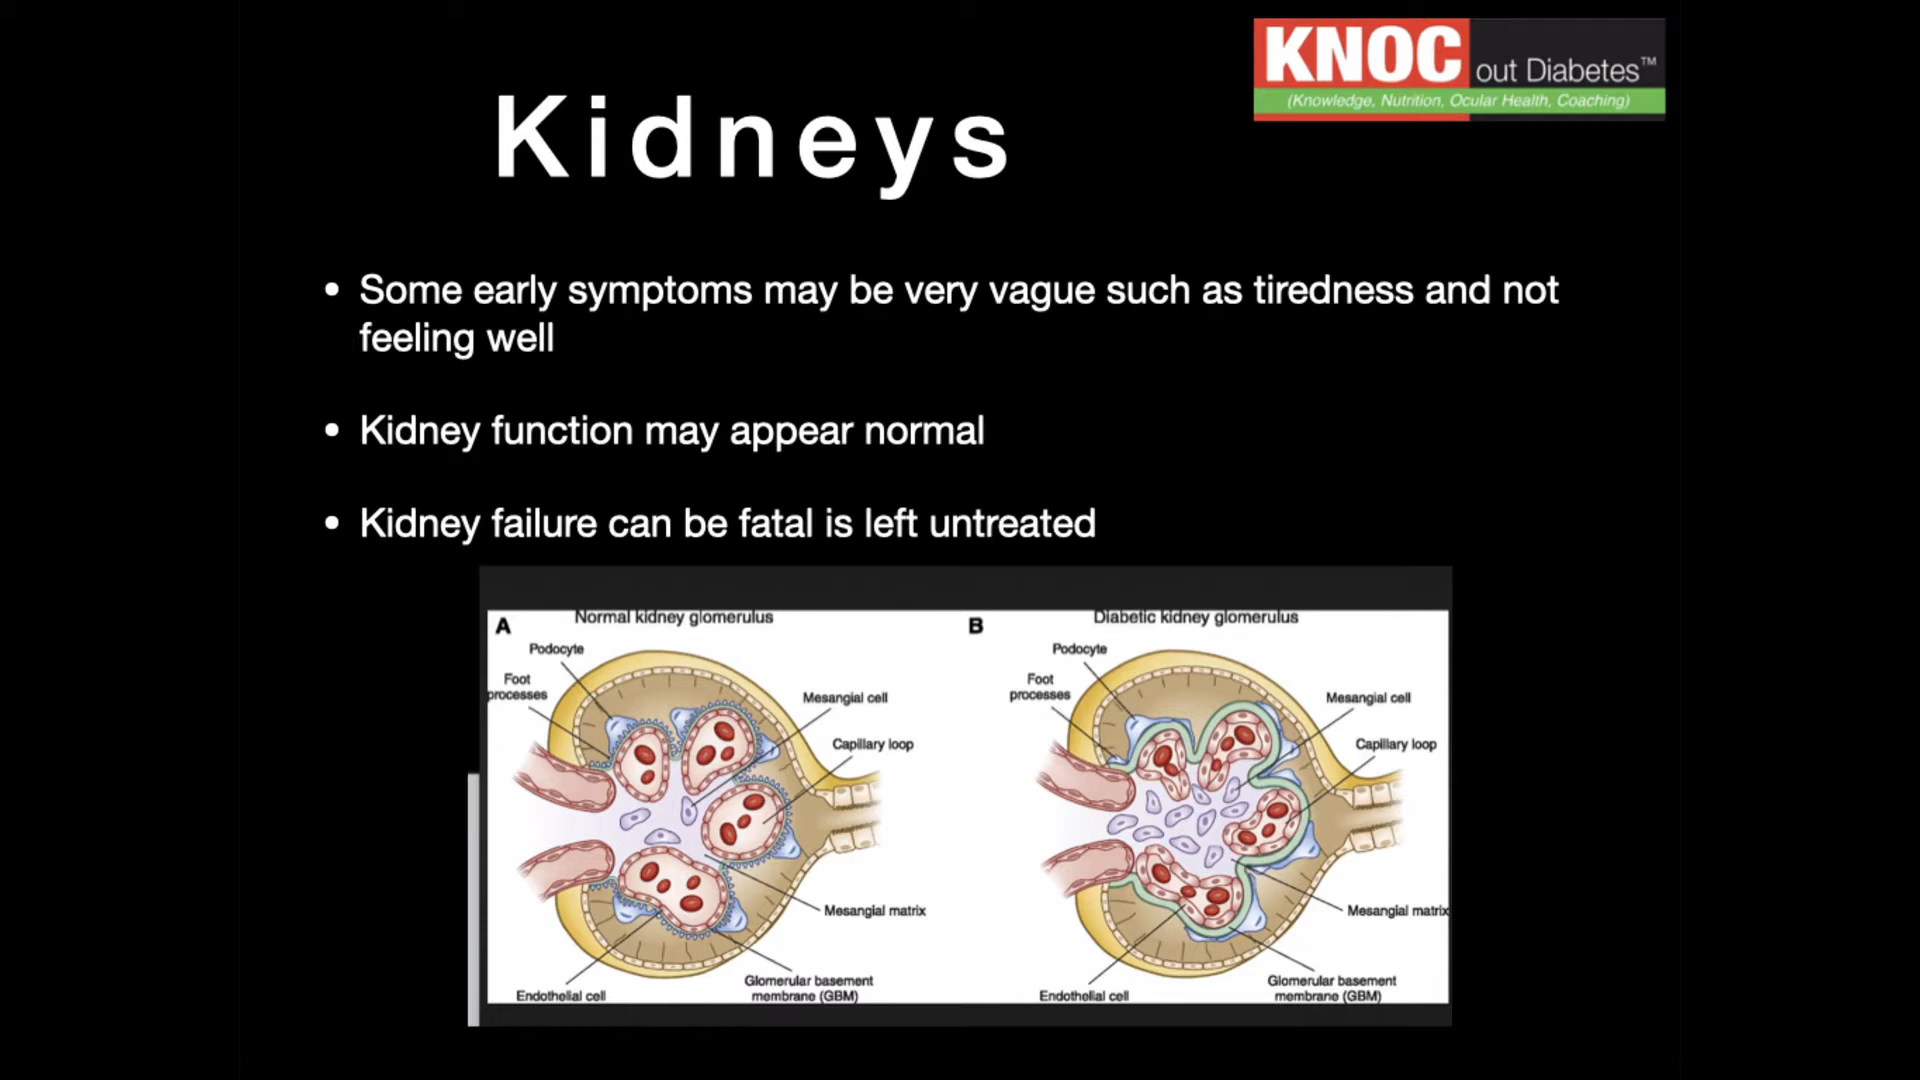 KNOC out Diabetes™
(Knowledge, Nutrition, Ocular Health, Coaching)
Kidneys
• Some early symptoms may be very vague such as tiredness and not
feeling well
• Kidney function may appear normal
• Kidney failure can be fatal is left untreated
A
Normal kidney glomerulus
Podocyte
Foot
processes
Mesangial cell
Capillary loop
Mesangial matrix
Glomerular basement
membrane (GBM)
Endothelial cell
B
Diabetic kidney glomerulus
Podocyte
Foot
processes
Mesangial cell
Capillary loop
Mesangial matrix
Glomerular basement
membrane (GBM)
Endothelial cell